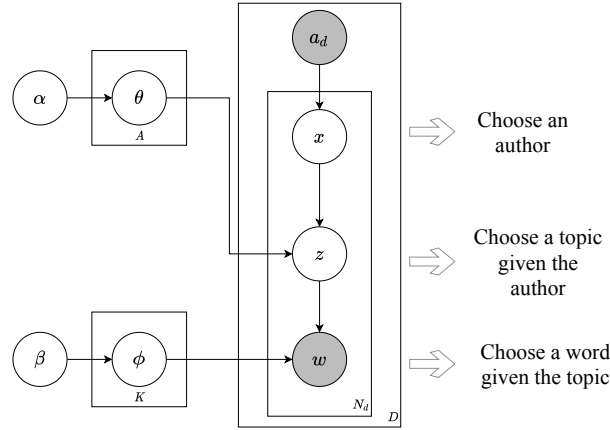 a_d
α
θ
A
x
Choose an
author
z
Choose a topic
given the
author
β
ϕ
K
w
N_d
D
Choose a word
given the topic